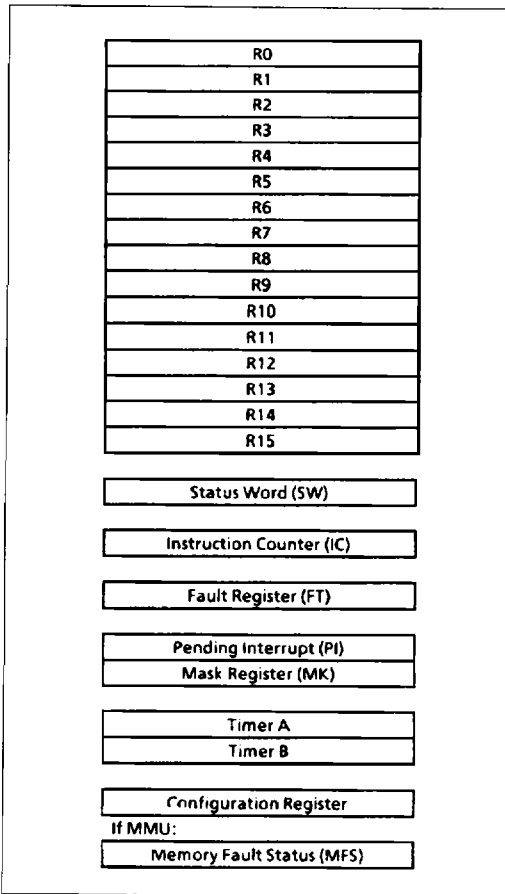 R0
R1
R2
R3
R4
R5
R6
R7
R8
R9
R10
R11
R12
R13
R14
R15
Status Word (SW)
Instruction Counter (IC)
Fault Register (FT)
Pending Interrupt (PI)
Mask Register (MK)
Timer A
Timer B
Configuration Register
If MMU:
Memory Fault Status (MFS)